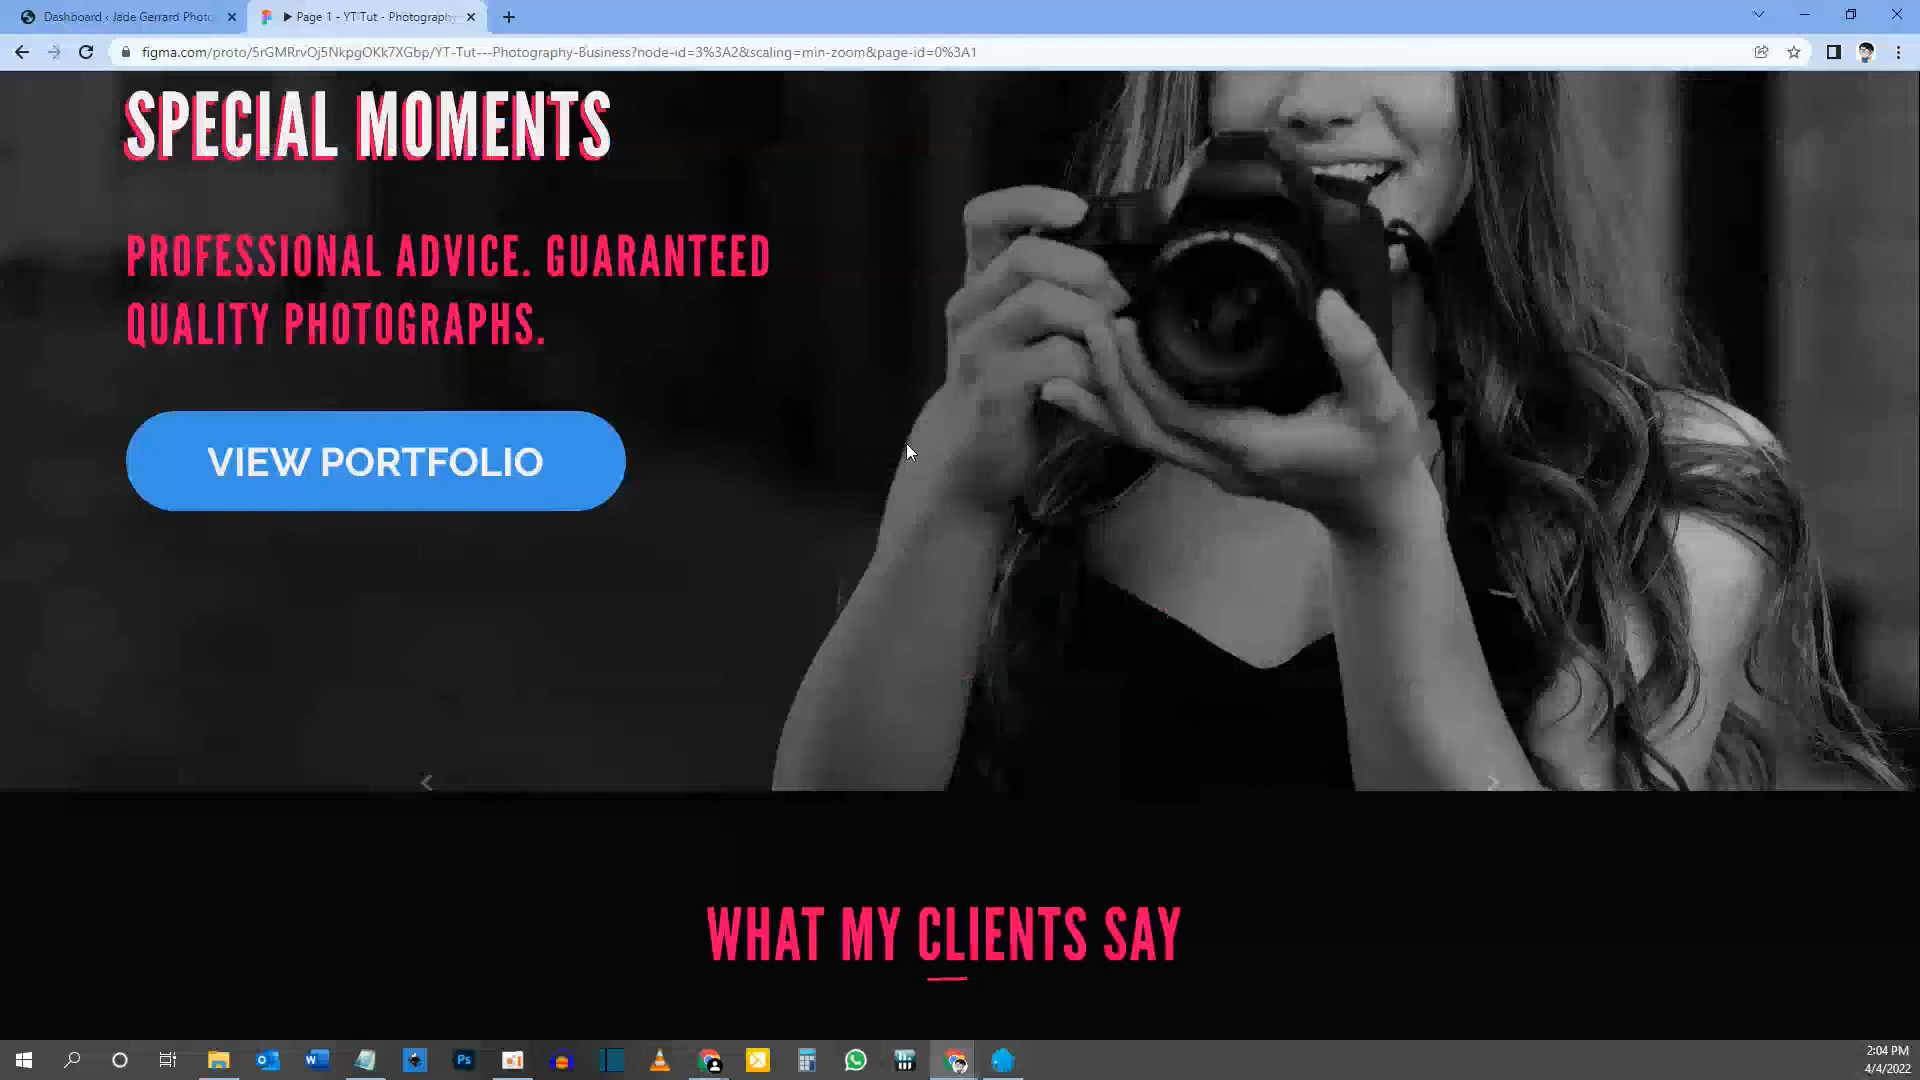 Dashboard ‹ Jade Gerrard Photo
Page 1 - YT Tut - Photography
figma.com/proto/5rGMRrvOj5NkpgOKk7XGbp/YT-Tut---Photography-Business?node-id=3%3A2&scaling=min-zoom&page-id=0%3A1
SPECIAL MOMENTS
PROFESSIONAL ADVICE. GUARANTEED
QUALITY PHOTOGRAPHS.
VIEW PORTFOLIO
WHAT MY CLIENTS SAY
Ps
2:04 PM
4/4/2022